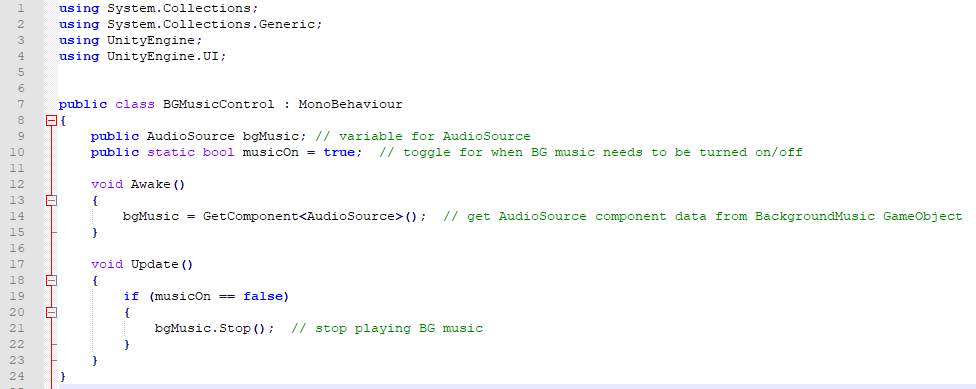 1 using System.Collections;
2 using System.Collections.Generic;
3 using UnityEngine;
4 using UnityEngine.UI;
5
6
7 public class BGMusicControl : MonoBehaviour
8 {
9     public AudioSource bgMusic; // variable for AudioSource
10     public static bool musicOn = true;  // toggle for when BG music needs to be turned on/off
11
12     void Awake()
13     {
14         bgMusic = GetComponent<AudioSource>();  // get AudioSource component data from BackgroundMusic GameObject
15     }
16
17     void Update()
18     {
19         if (musicOn == false)
20         {
21             bgMusic.Stop();  // stop playing BG music
22         }
23     }
24 }